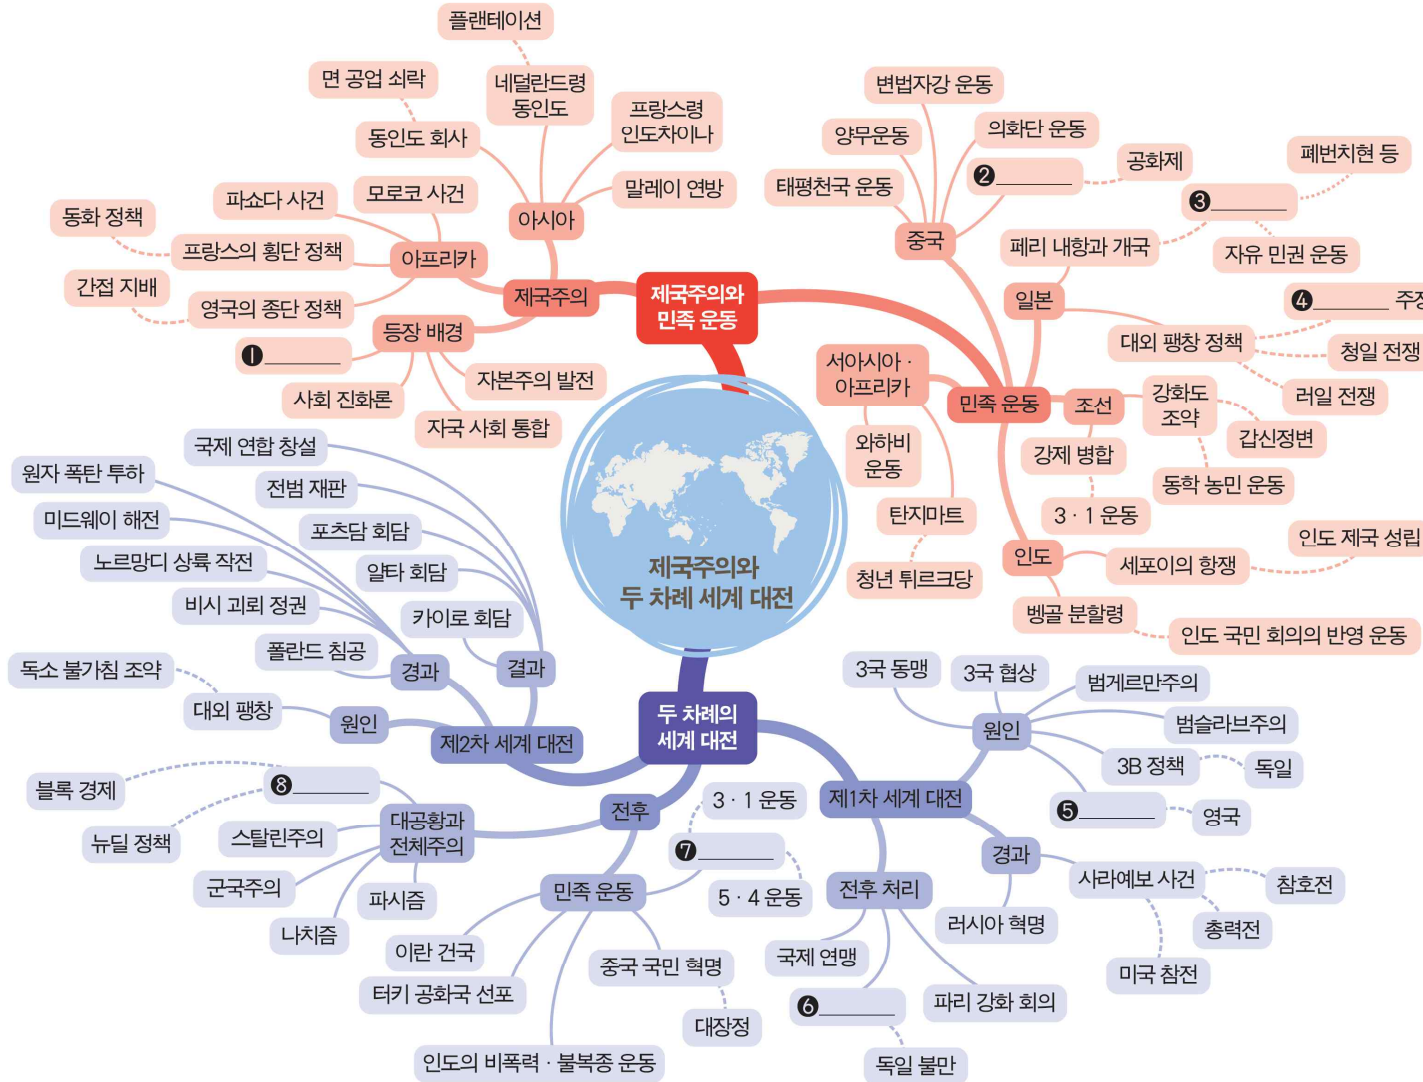 플랜테이션
면 공업 쇠락
네덜란드령
동인도
프랑스령
인도차이나
동인도 회사
말레이 연방
아시아
파쇼다 사건
모로코 사건
동화 정책
프랑스의 횡단 정책
아프리카
간접 지배
영국의 종단 정책
제국주의
등장 배경
❶________
사회 진화론
자본주의 발전
자국 사회 통합
제국주의와
민족 운동
변법자강 운동
양무운동
의화단 운동
태평천국 운동
❷________
공화제
중국
폐번치현 등
❸________
페리 내항과 개국
자유 민권 운동
일본
❹________ 주장
대외 팽창 정책
청일 전쟁
러일 전쟁
서아시아 ·
아프리카
민족 운동
조선
강화도
조약
갑신정변
와하비
운동
강제 병합
동학 농민 운동
탄지마트
3 · 1 운동
청년 튀르크당
인도
세포이의 항쟁
인도 제국 성립
벵골 분할령
인도 국민 회의의 반영 운동
제국주의와
두 차례 세계 대전
국제 연합 창설
원자 폭탄 투하
전범 재판
미드웨이 해전
포츠담 회담
노르망디 상륙 작전
얄타 회담
비시 괴뢰 정권
카이로 회담
폴란드 침공
독소 불가침 조약
경과
결과
대외 팽창
원인
제2차 세계 대전
두 차례의
세계 대전
블록 경제
❽________
뉴딜 정책
스탈린주의
대공황과
전체주의
전후
군국주의
나치즘
파시즘
3 · 1 운동
❼________
5 · 4 운동
민족 운동
이란 건국
터키 공화국 선포
중국 국민 혁명
대장정
인도의 비폭력 · 불복종 운동
3국 동맹
3국 협상
범게르만주의
원인
범슬라브주의
3B 정책
독일
제1차 세계 대전
❺________
영국
경과
사라예보 사건
참호전
전후 처리
러시아 혁명
총력전
국제 연맹
미국 참전
❻________
파리 강화 회의
독일 불만